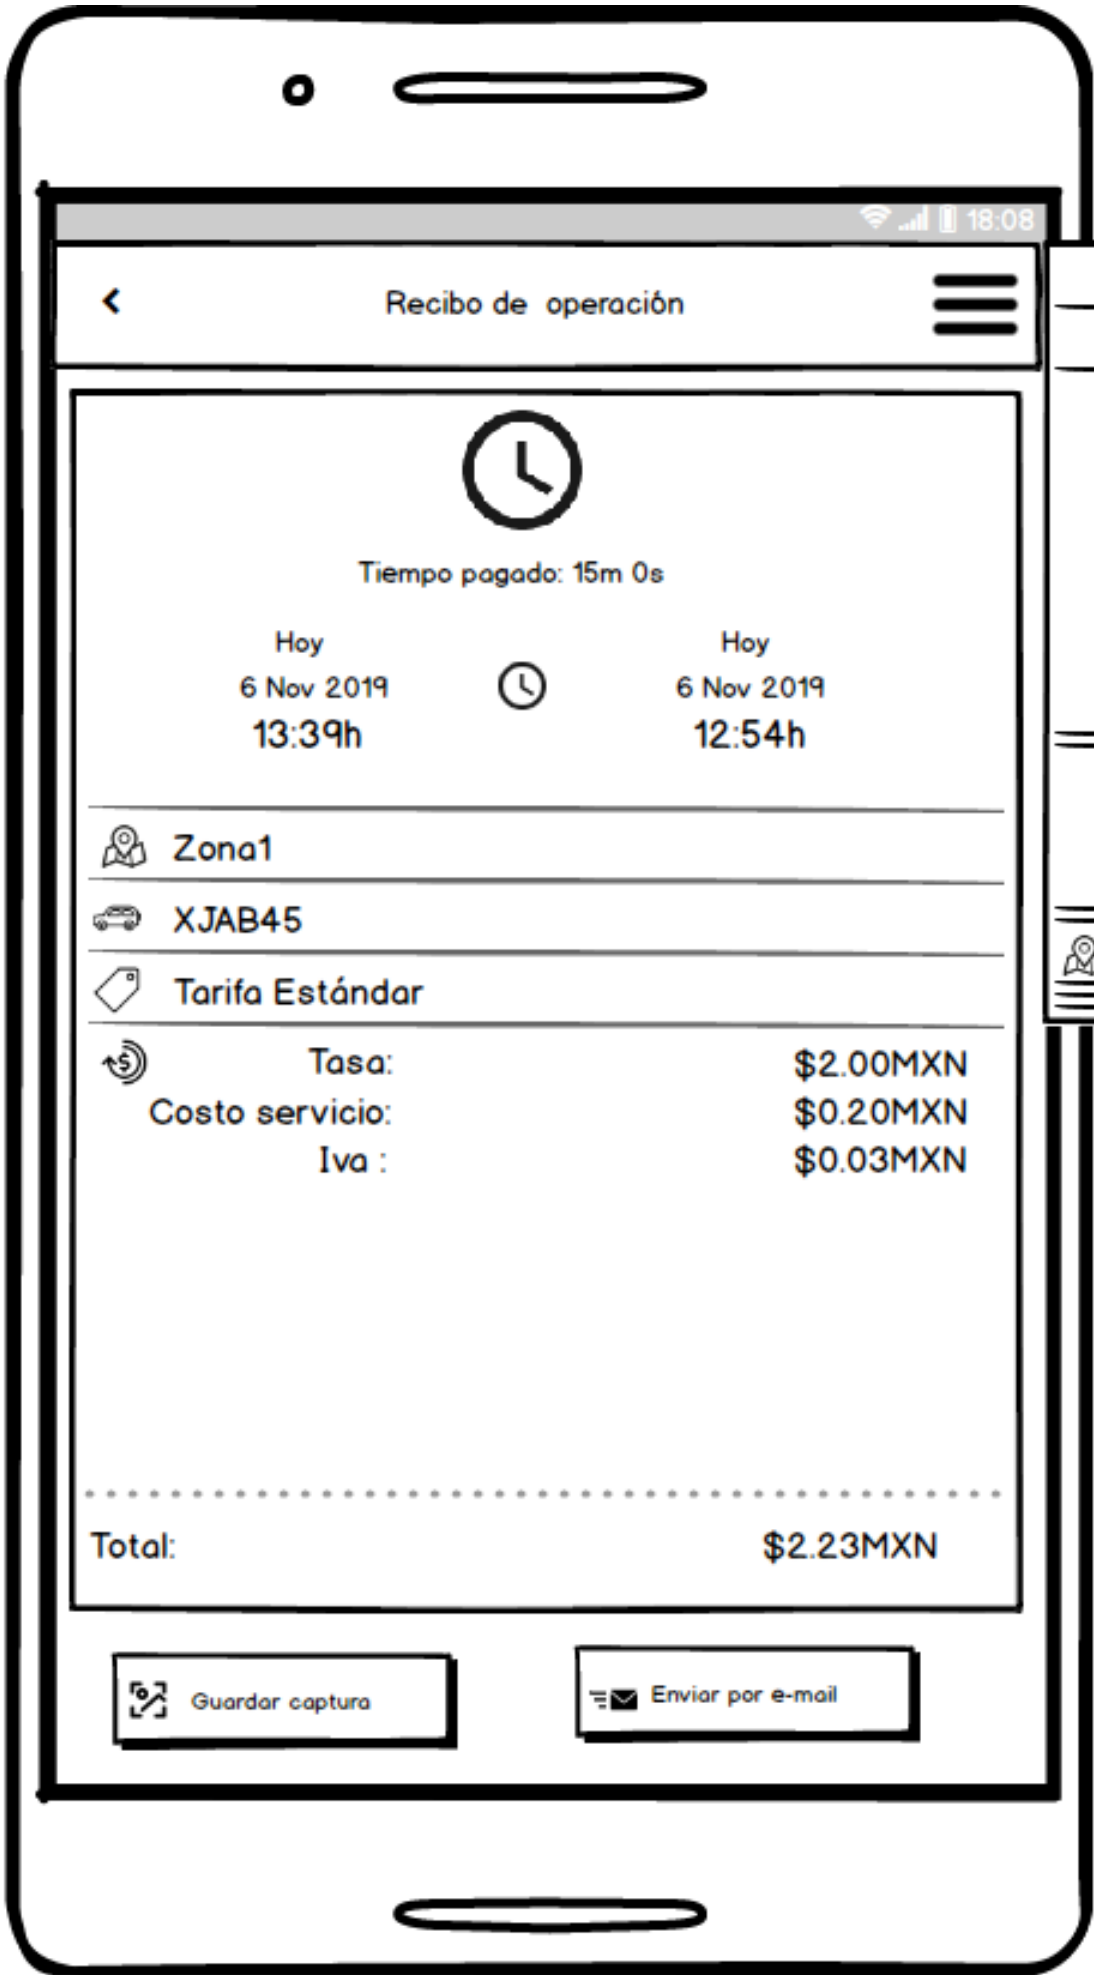 18:08
Recibo de operación
Tiempo pagado: 15m 0s
Hoy Hoy
6 Nov 2019 6 Nov 2019
13:39h 12:54h
Zona1
XJAB45
Tarifa Estándar
Tasa: $2.00MXN
Costo servicio: $0.20MXN
Iva : $0.03MXN
Total: $2.23MXN
Guardar captura Enviar por e-mail